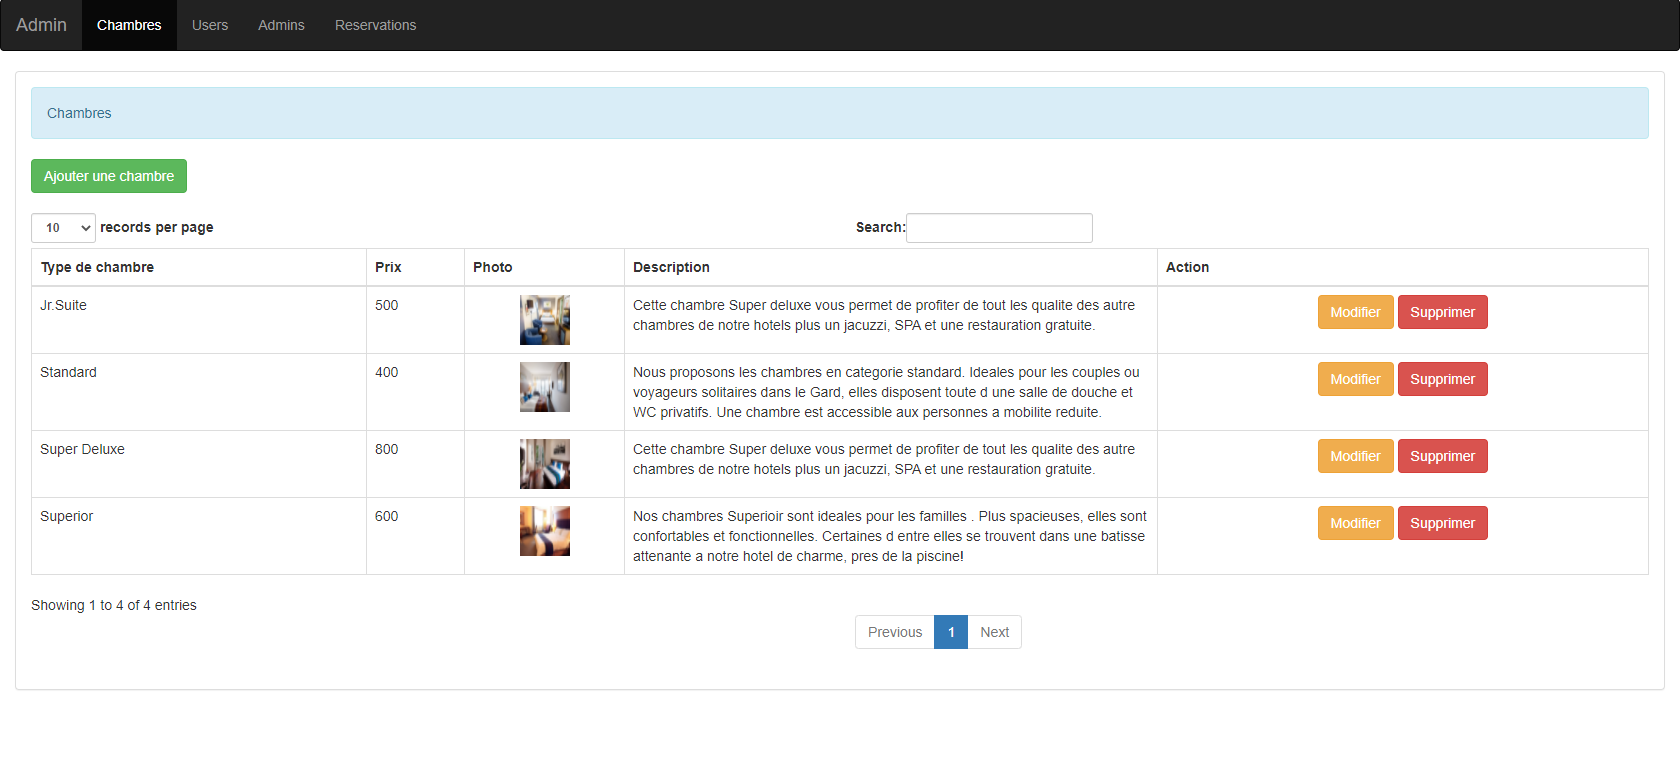 Admin Chambres Users Admins Reservations
Chambres
Ajouter une chambre
10 records per page Search:
Type de chambre Prix Photo Description Action
Jr.Suite 500 Cette chambre Super deluxe vous permet de profiter de tout les qualite des autre Modifier Supprimer
chambres de notre hotels plus un jacuzzi, SPA et une restauration gratuite.
Standard 400 Nous proposons les chambres en categorie standard. Ideales pour les couples ou Modifier Supprimer
voyageurs solitaires dans le Gard, elles disposent toute d une salle de douche et
WC privatifs. Une chambre est accessible aux personnes a mobilite reduite.
Super Deluxe 800 Cette chambre Super deluxe vous permet de profiter de tout les qualite des autre Modifier Supprimer
chambres de notre hotels plus un jacuzzi, SPA et une restauration gratuite.
Superior 600 Nos chambres Superioir sont ideales pour les familles . Plus spacieuses, elles sont Modifier Supprimer
confortables et fonctionnelles. Certaines d entre elles se trouvent dans une batisse
attenante a notre hotel de charme, pres de la piscine!
Showing 1 to 4 of 4 entries
Previous 1 Next